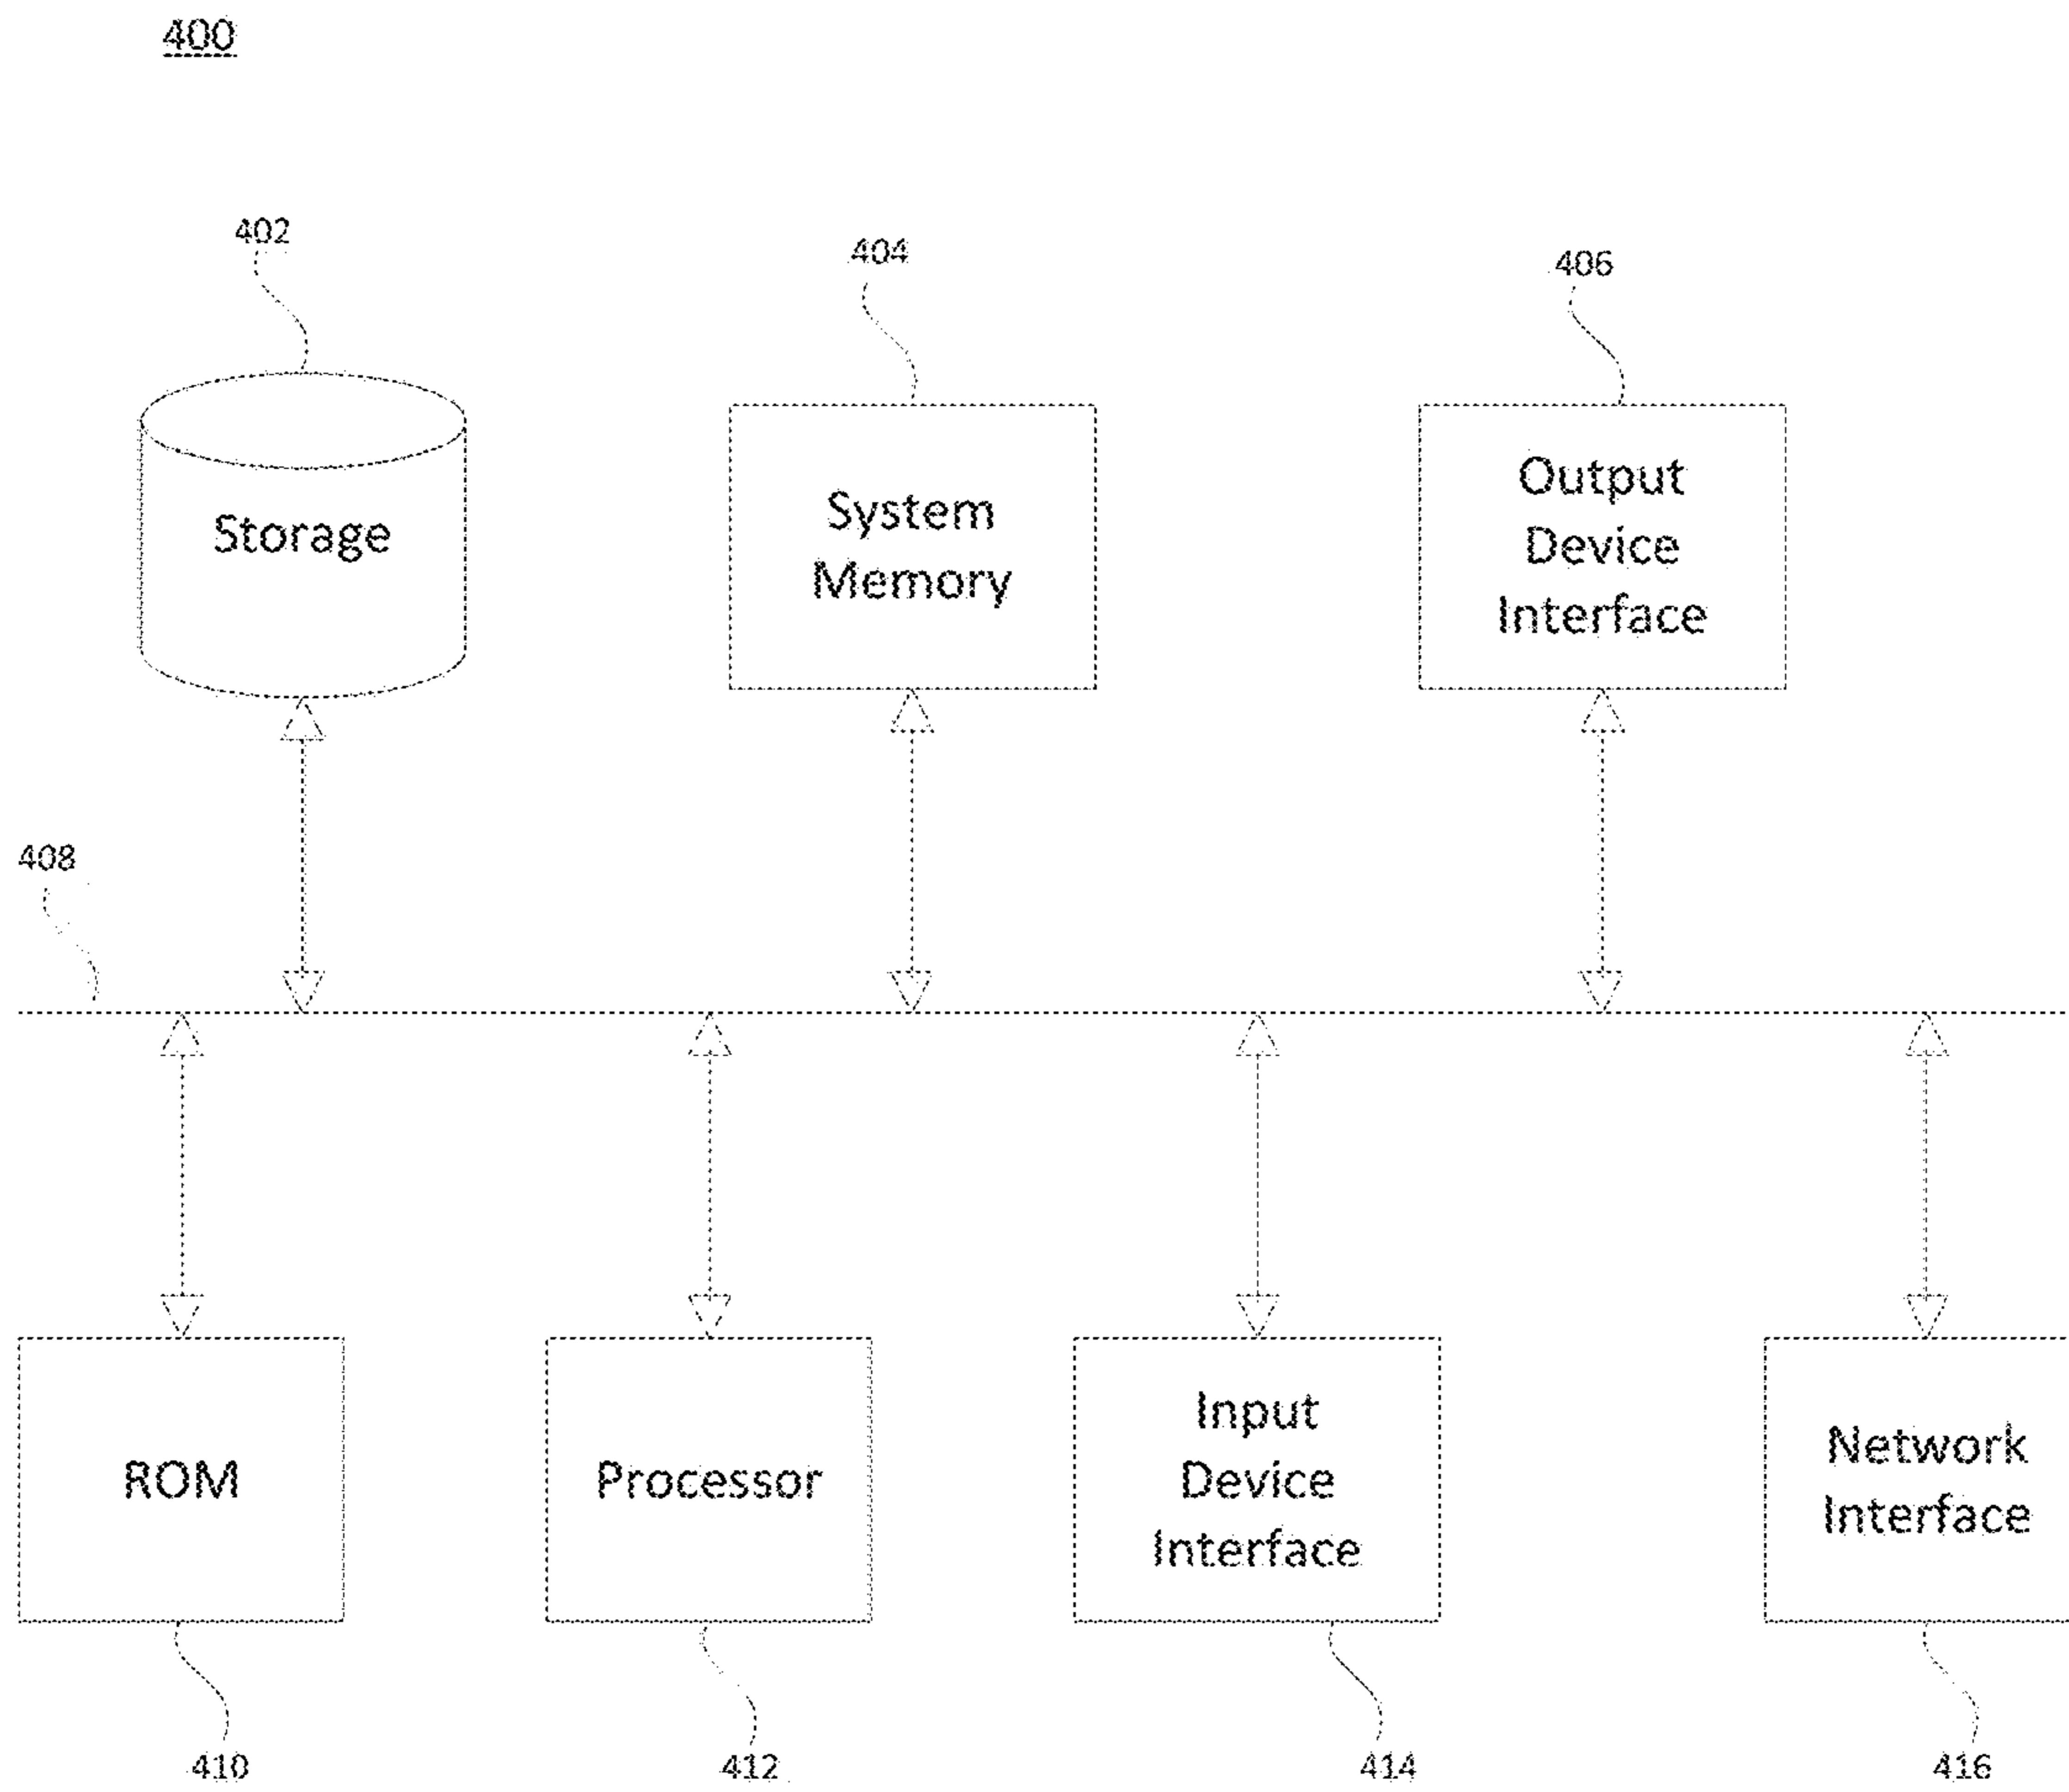 400
402
404
406
Storage
System
Memory
Output
Device
Interface
408
ROM
Processor
Input
Device
Interface
Network
Interface
410
412
414
416